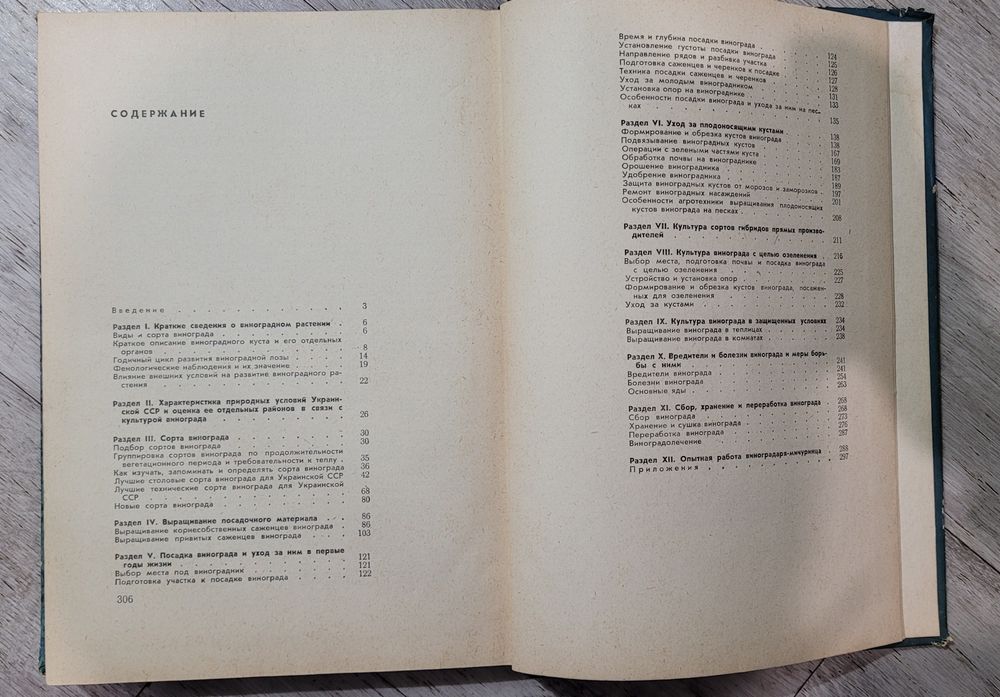 СОДЕРЖАНИЕ
Введение . . . . . . . . . . . . 3
Раздел I. Краткие сведения о виноградном растении . 6
Виды и сорта винограда . . . . . . . . . 6
Краткое описание виноградного куста и его отдельных
органов . . . . . . . . . . . . 8
Годичный цикл развития виноградной лозы . . . . 14
Фенологические наблюдения и их значение . . . . 19
Влияние внешних условий на развитие виноградного рас-
тения . . . . . . . . . . . . 22
Раздел II. Характеристика природных условий Украин-
ской ССР и оценка ее отдельных районов в связи с
культурой винограда . . . . . . . . . 26
Раздел III. Сорта винограда . . . . . . . . 30
Подбор сортов винограда . . . . . . . . 30
Группировка сортов винограда по продолжительности
вегетационного периода и требовательности к теплу . 35
Как изучать, запоминать и определять сорта винограда 36
Лучшие столовые сорта винограда для Украинской ССР 42
Лучшие технические сорта винограда для Украинской
ССР . . . . . . . . . . . . 68
Новые сорта винограда . . . . . . . . . 80
Раздел IV. Выращивание посадочного материала . . 86
Выращивание корнесобственных саженцев винограда . 86
Выращивание привитых саженцев винограда . . . . 103
Раздел V. Посадка винограда и уход за ним в первые
годы жизни . . . . . . . . . . . 121
Выбор места под виноградник . . . . . . . 121
Подготовка участка к посадке винограда . . . . 122
306
Время и глубина посадки винограда . . . . . 124
Установление густоты посадки винограда . . . . 125
Направление рядов и разбивка участка . . . . 126
Подготовка саженцев и черенков к посадке . . . 127
Техника посадки саженцев и черенков . . . . 128
Уход за молодым виноградником . . . . . . 131
Установка опор на винограднике . . . . . . 133
Особенности посадки винограда и ухода за ним на пес-
ках . . . . . . . . . . . . 135
Раздел VI. Уход за плодоносящими кустами . . . 138
Формирование и обрезка кустов винограда . . . 138
Подвязывание виноградных кустов . . . . . 167
Операции с зелеными частями куста . . . . . 169
Обработка почвы на винограднике . . . . . 183
Орошение виноградника . . . . . . . . 187
Удобрение виноградника . . . . . . . . 189
Защита виноградных кустов от морозов и заморозков . 197
Ремонт виноградных насаждений . . . . . . 201
Особенности агротехники выращивания плодоносящих
кустов винограда на песках . . . . . . . 208
Раздел VII. Культура сортов гибридов прямых произво-
дителей . . . . . . . . . . . . 211
Раздел VIII. Культура винограда с целью озеленения . 216
Выбор места, подготовка почвы и посадка винограда
с целью озеленения . . . . . . . . . 225
Устройство и установка опор . . . . . . . 227
Формирование и обрезка кустов винограда, посажен-
ных для озеленения . . . . . . . . . 228
Уход за кустами . . . . . . . . . . 232
Раздел IX. Культура винограда в защищенных условиях 234
Выращивание винограда в теплицах . . . . . 234
Выращивание винограда в комнатах . . . . . 238
Раздел X. Вредители и болезни винограда и меры борь-
бы с ними . . . . . . . . . . . 241
Вредители винограда . . . . . . . . . 241
Болезни винограда . . . . . . . . . 254
Основные яды . . . . . . . . . . . 263
Раздел XI. Сбор, хранение и переработка винограда . 268
Сбор винограда . . . . . . . . . . 268
Хранение и сушка винограда . . . . . . . 273
Переработка винограда . . . . . . . . 276
Виноградолечение . . . . . . . . . . 287
Раздел XII. Опытная работа виноградаря-мичуринца . 288
Приложения . . . . . . . . . . . 297